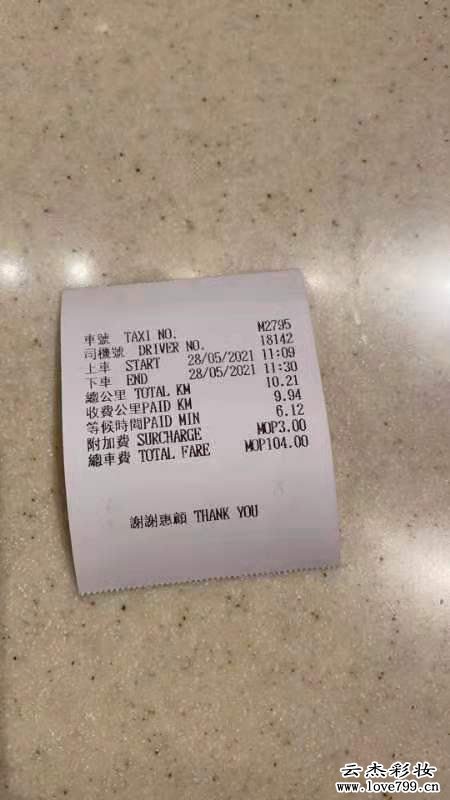 車號 TAXI NO. M2795
司機號 DRIVER NO. 18142
上車 START 28/05/2021 11:09
下車 END 28/05/2021 11:30
總公里 TOTAL KM 10.21
收費公里PAID KM 9.94
等候時間PAID MIN 6.12
附加費 SURCHARGE MOP3.00
總車費 TOTAL FARE MOP104.00
謝謝惠顧 THANK YOU
云杰彩妆
www.love799.cn